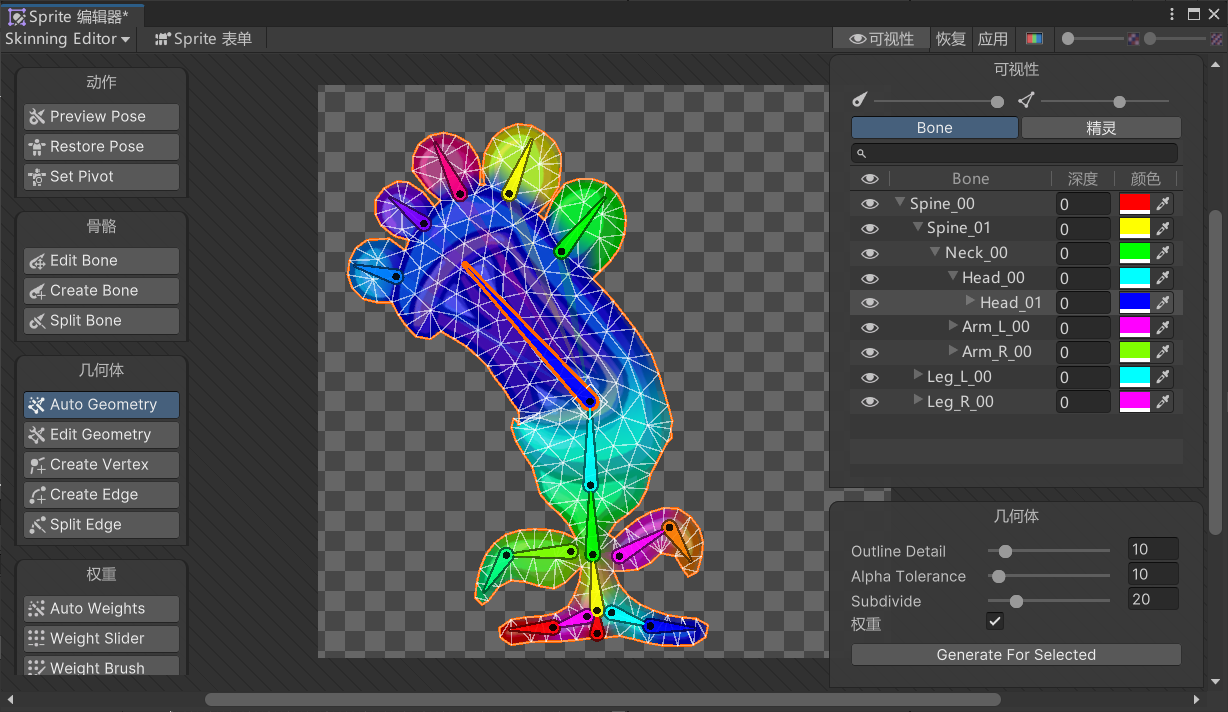 Sprite 编辑器*
Skinning Editor
Sprite 表单
可视性 恢复 应用
动作
Preview Pose
Restore Pose
Set Pivot
骨骼
Edit Bone
Create Bone
Split Bone
几何体
Auto Geometry
Edit Geometry
Create Vertex
Create Edge
Split Edge
权重
Auto Weights
Weight Slider
Weight Brush
可视性
Bone 精灵
Bone 深度 颜色
Spine_00 0
Spine_01 0
Neck_00 0
Head_00 0
Head_01 0
Arm_L_00 0
Arm_R_00 0
Leg_L_00 0
Leg_R_00 0
几何体
Outline Detail 10
Alpha Tolerance 10
Subdivide 20
权重
Generate For Selected